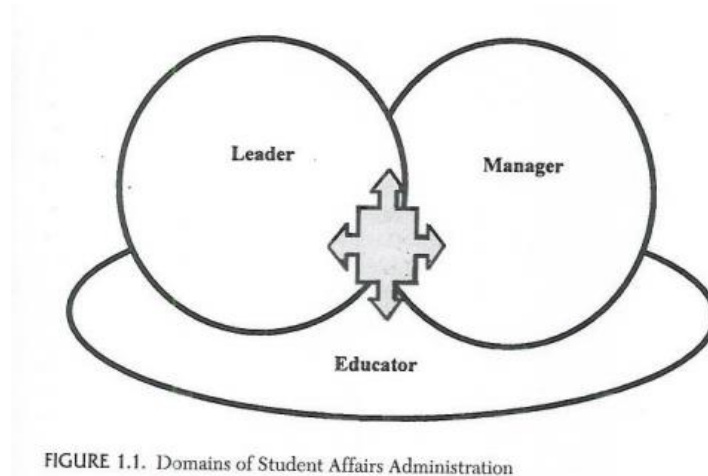 Leader
Manager
Educator
FIGURE 1.1. Domains of Student Affairs Administration